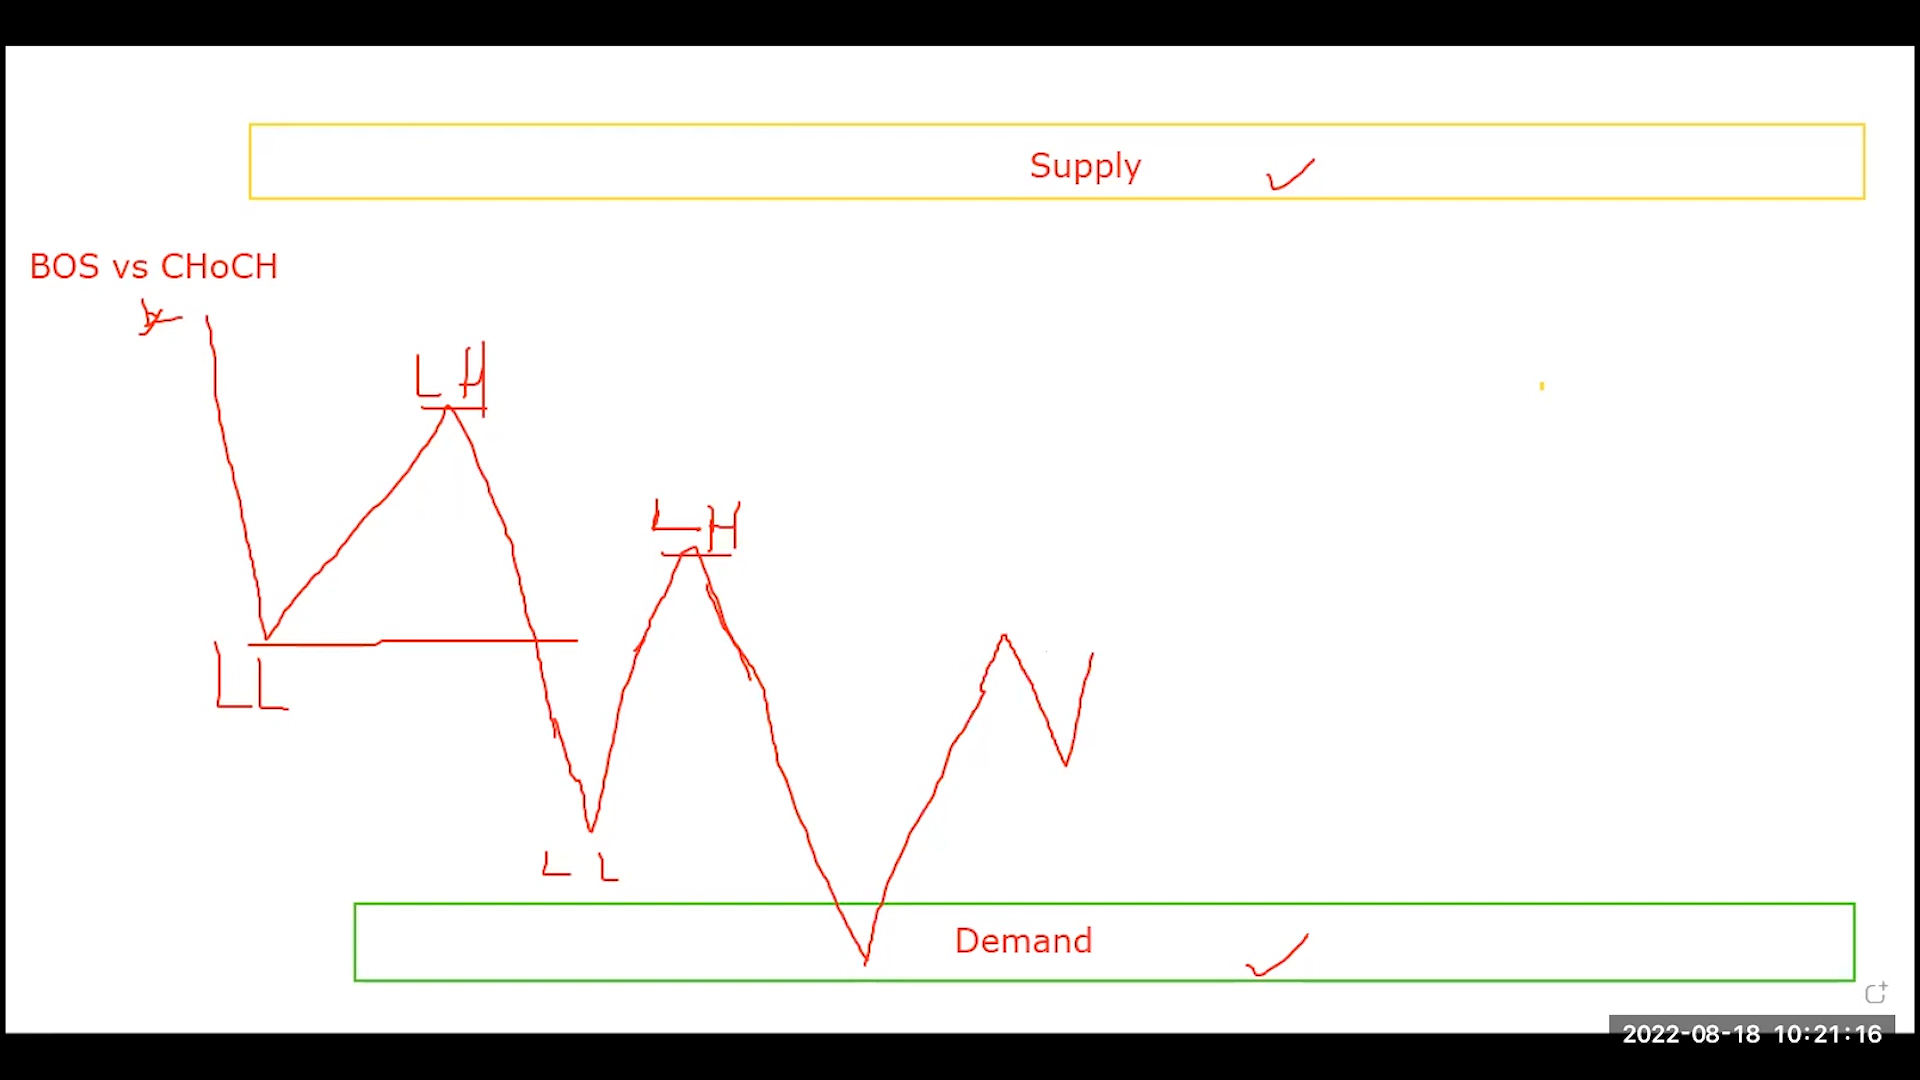 Supply
BOS vs CHoCH
LH
LH
LL
LL
Demand
2022-08-18 10:21:16